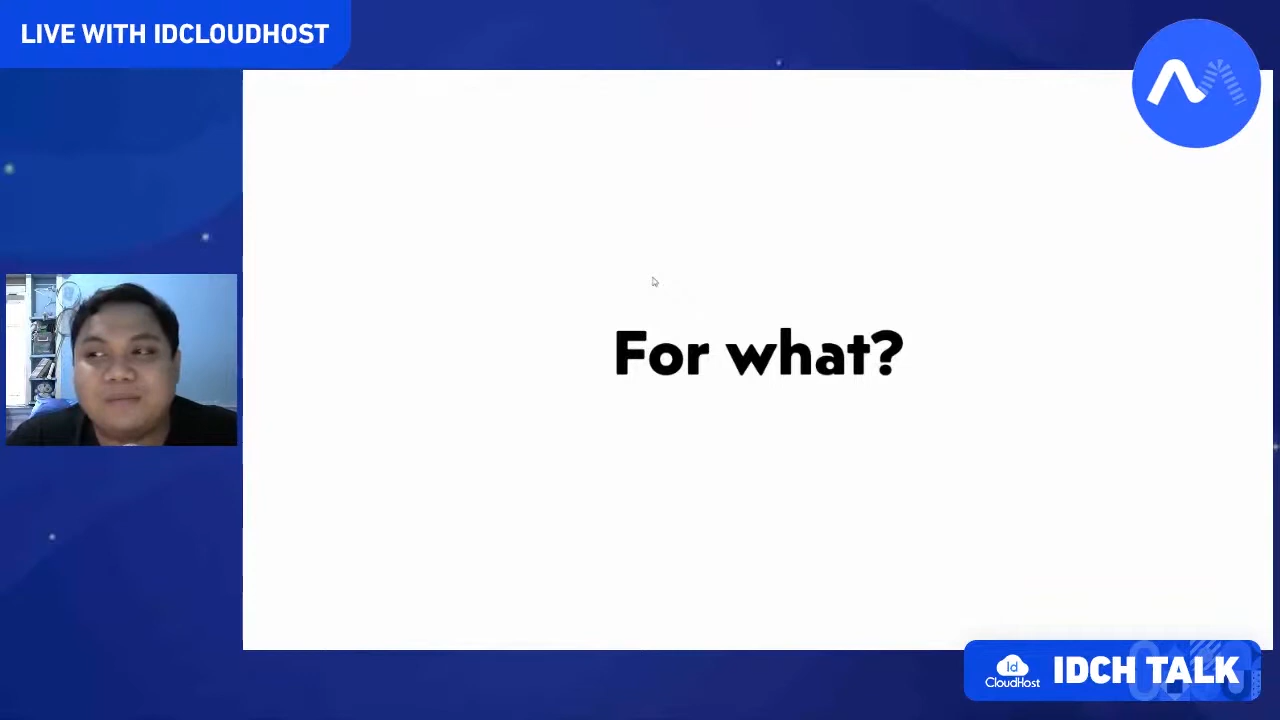 LIVE WITH IDCLOUDHOST
For what?
Id
CloudHost
IDCH TALK